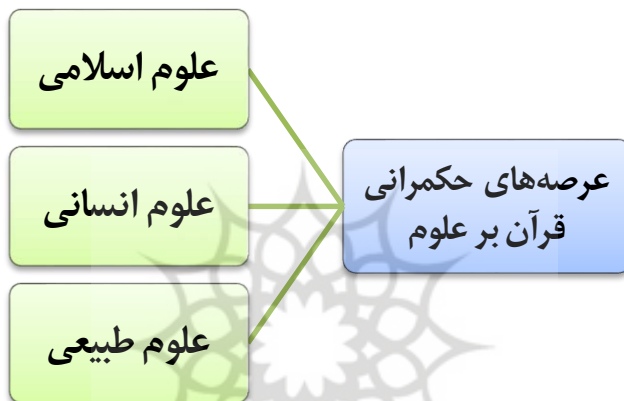 عرصه‌های حکمرانی
قرآن بر علوم
علوم اسلامی
علوم انسانی
علوم طبیعی